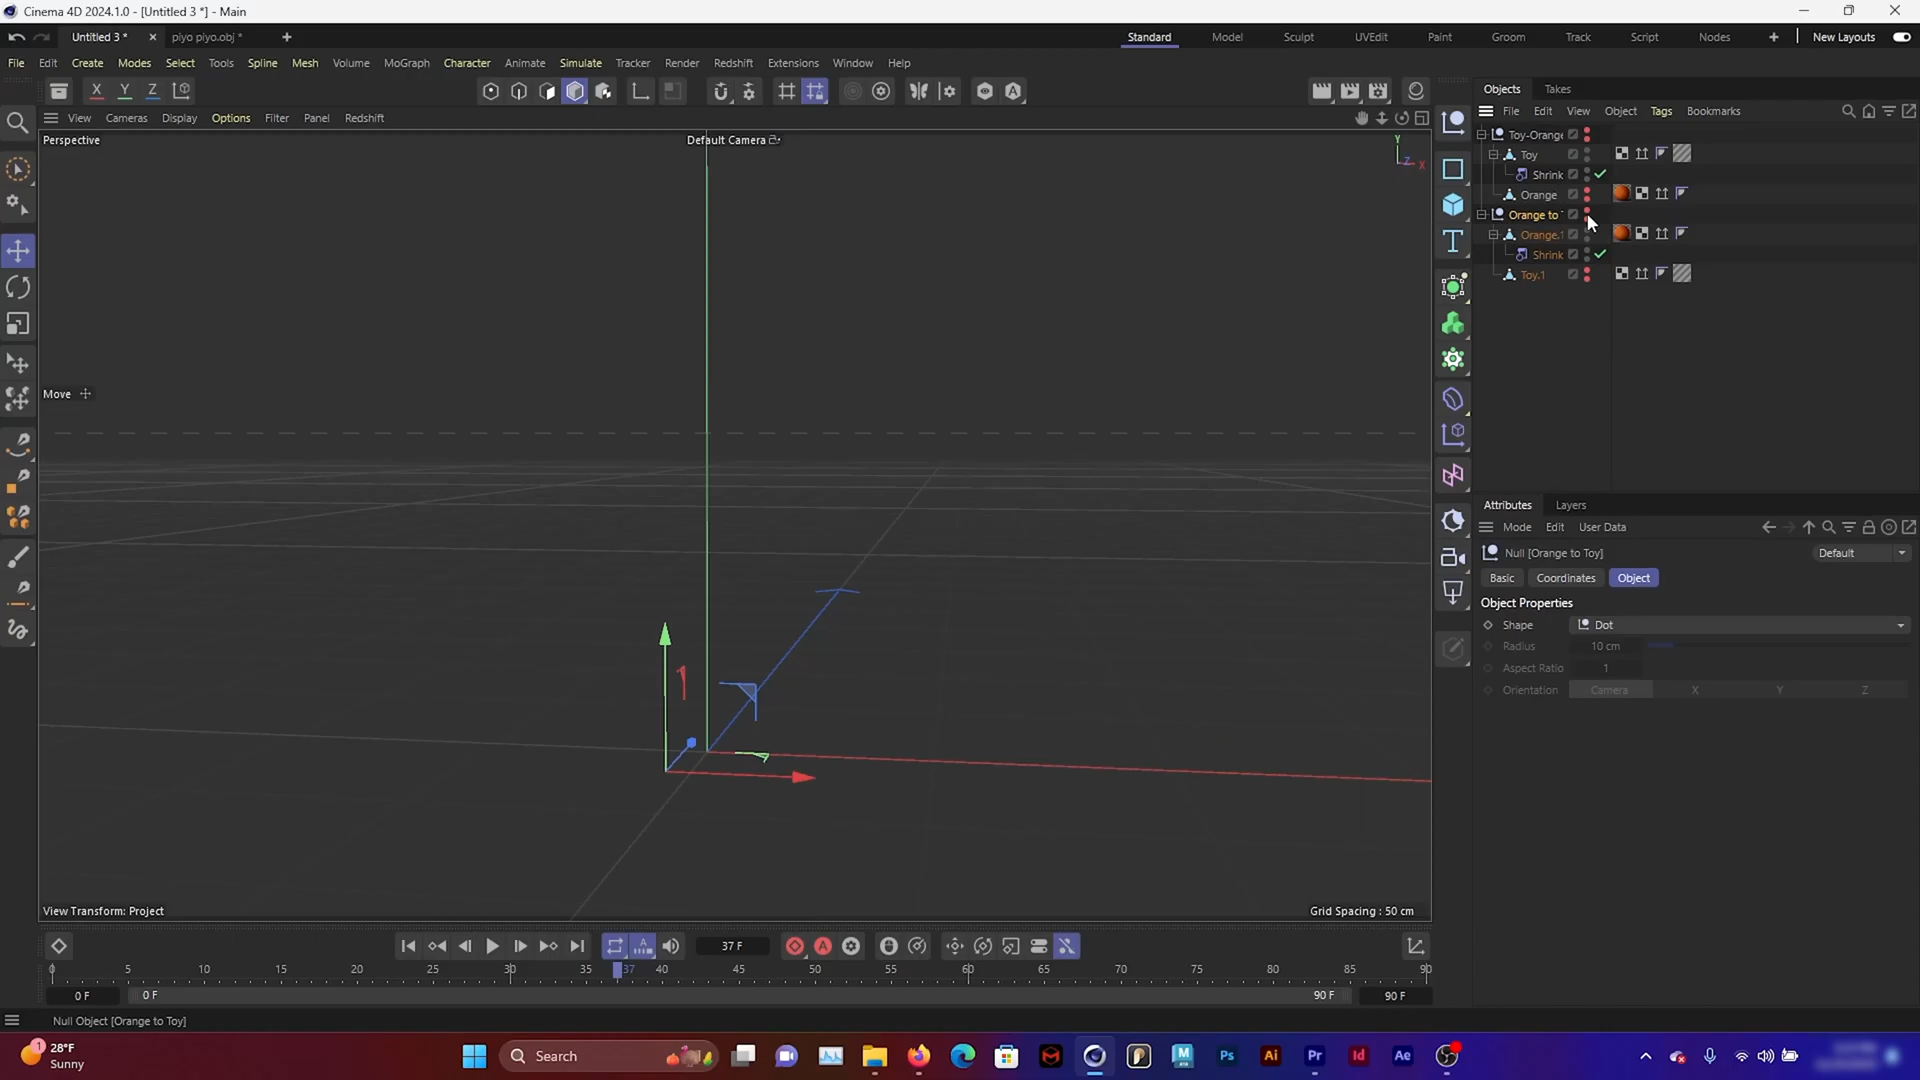 Cinema 4D 2024.1.0 - [Untitled 3 *] - Main
Untitled 3 * × piyo piyo.obj * +
Standard Model Sculpt UVEdit Paint Groom Track Script Nodes + New Layouts
File Edit Create Modes Select Tools Spline Mesh Volume MoGraph Character Animate Simulate Tracker Render Redshift Extensions Window Help
X Y Z
Objects Takes
View Cameras Display Options Filter Panel Redshift
File Edit View Object Tags Bookmarks
Perspective
Default Camera
Y
Z X
Toy-Orange
Toy
Shrink
Orange
Orange to
Orange.1
Shrink
Toy.1
Move
Attributes Layers
Mode Edit User Data
Null [Orange to Toy]
Default
Basic Coordinates Object
Object Properties
Shape Dot
Radius 10 cm
Aspect Ratio 1
Orientation Camera X Y Z
View Transform: Project
Grid Spacing : 50 cm
37 F
0 5 10 15 20 25 30 35 37 40 45 50 55 60 65 70 75 80 85 90
0 F 0 F 90 F 90 F
Null Object [Orange to Toy]
1 28°F
Sunny
Search
M Ps Ai Pr Id Ae